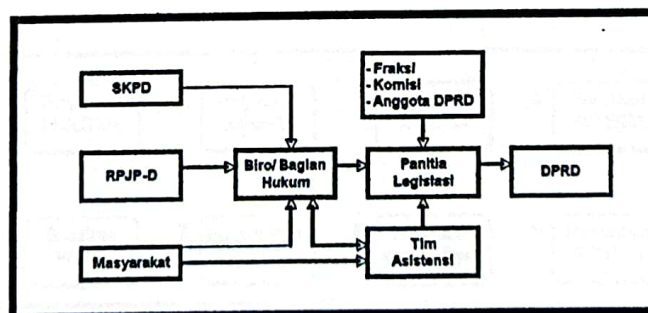 SKPD
- Fraksi
- Komisi
- Anggota DPRD
RPJP-D
Biro/ Bagian
Hukum
Panitia
Legislasi
DPRD
Masyarakat
Tim
Asistensi